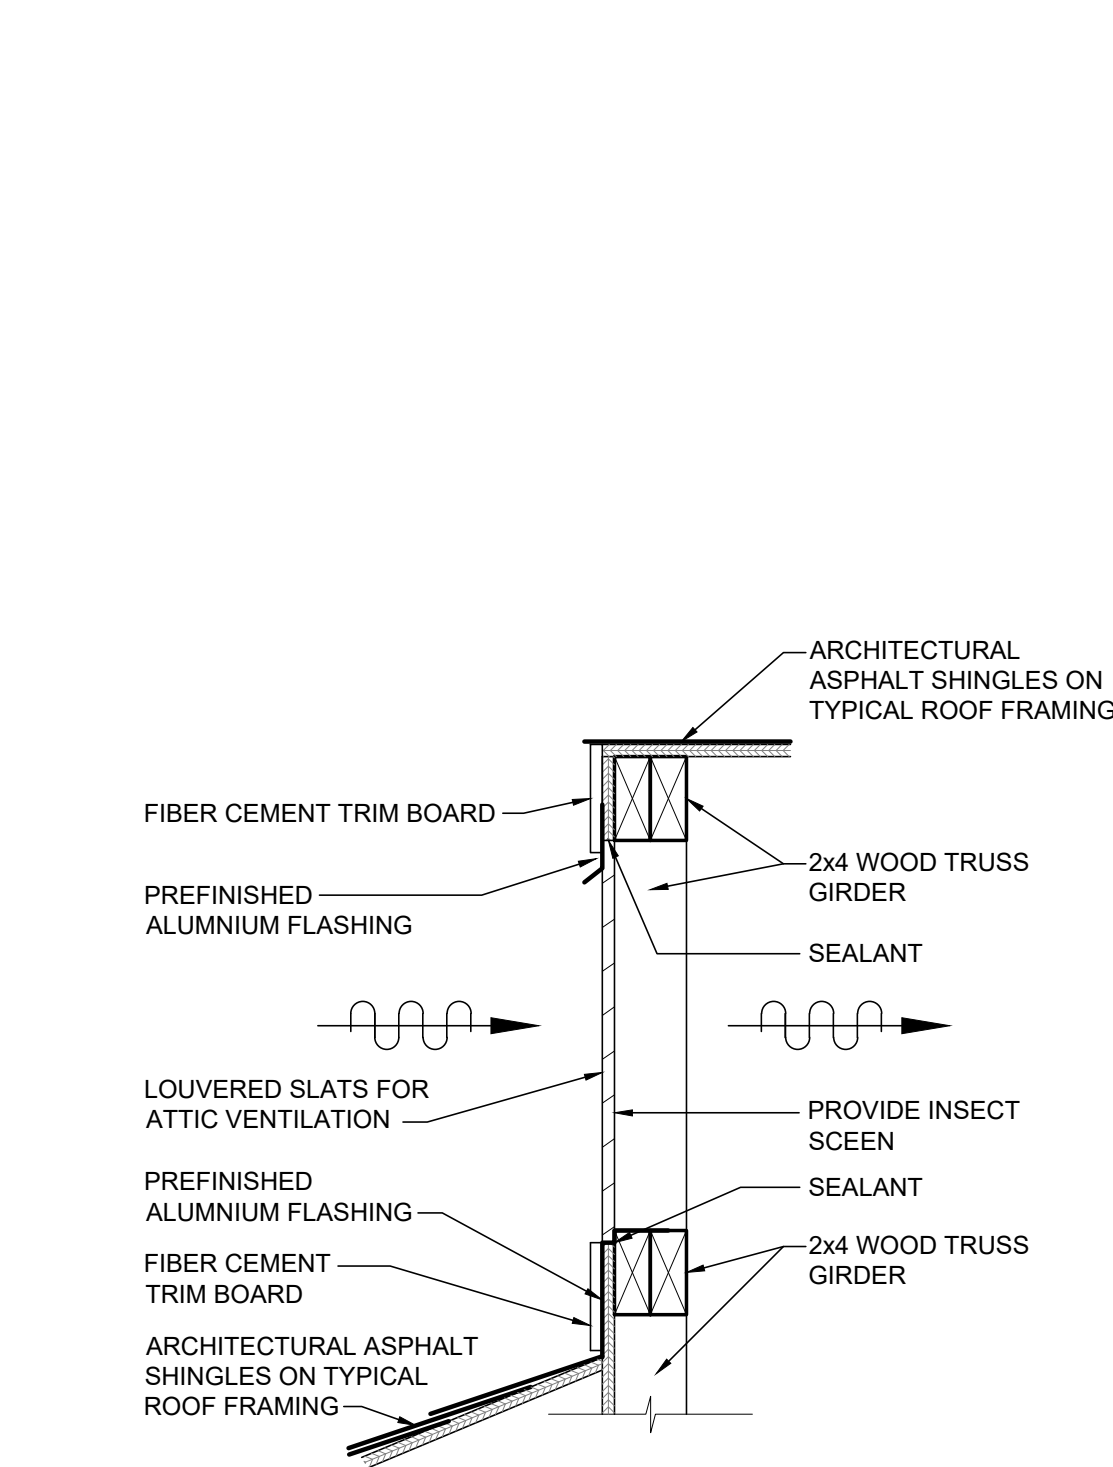 ARCHITECTURAL
ASPHALT SHINGLES ON
TYPICAL ROOF FRAMING
FIBER CEMENT TRIM BOARD
2x4 WOOD TRUSS
GIRDER
PREFINISHED
ALUMNIUM FLASHING
SEALANT
LOUVERED SLATS FOR
ATTIC VENTILATION
PROVIDE INSECT
SCEEN
PREFINISHED
ALUMNIUM FLASHING
SEALANT
2x4 WOOD TRUSS
GIRDER
FIBER CEMENT
TRIM BOARD
ARCHITECTURAL ASPHALT
SHINGLES ON TYPICAL
ROOF FRAMING